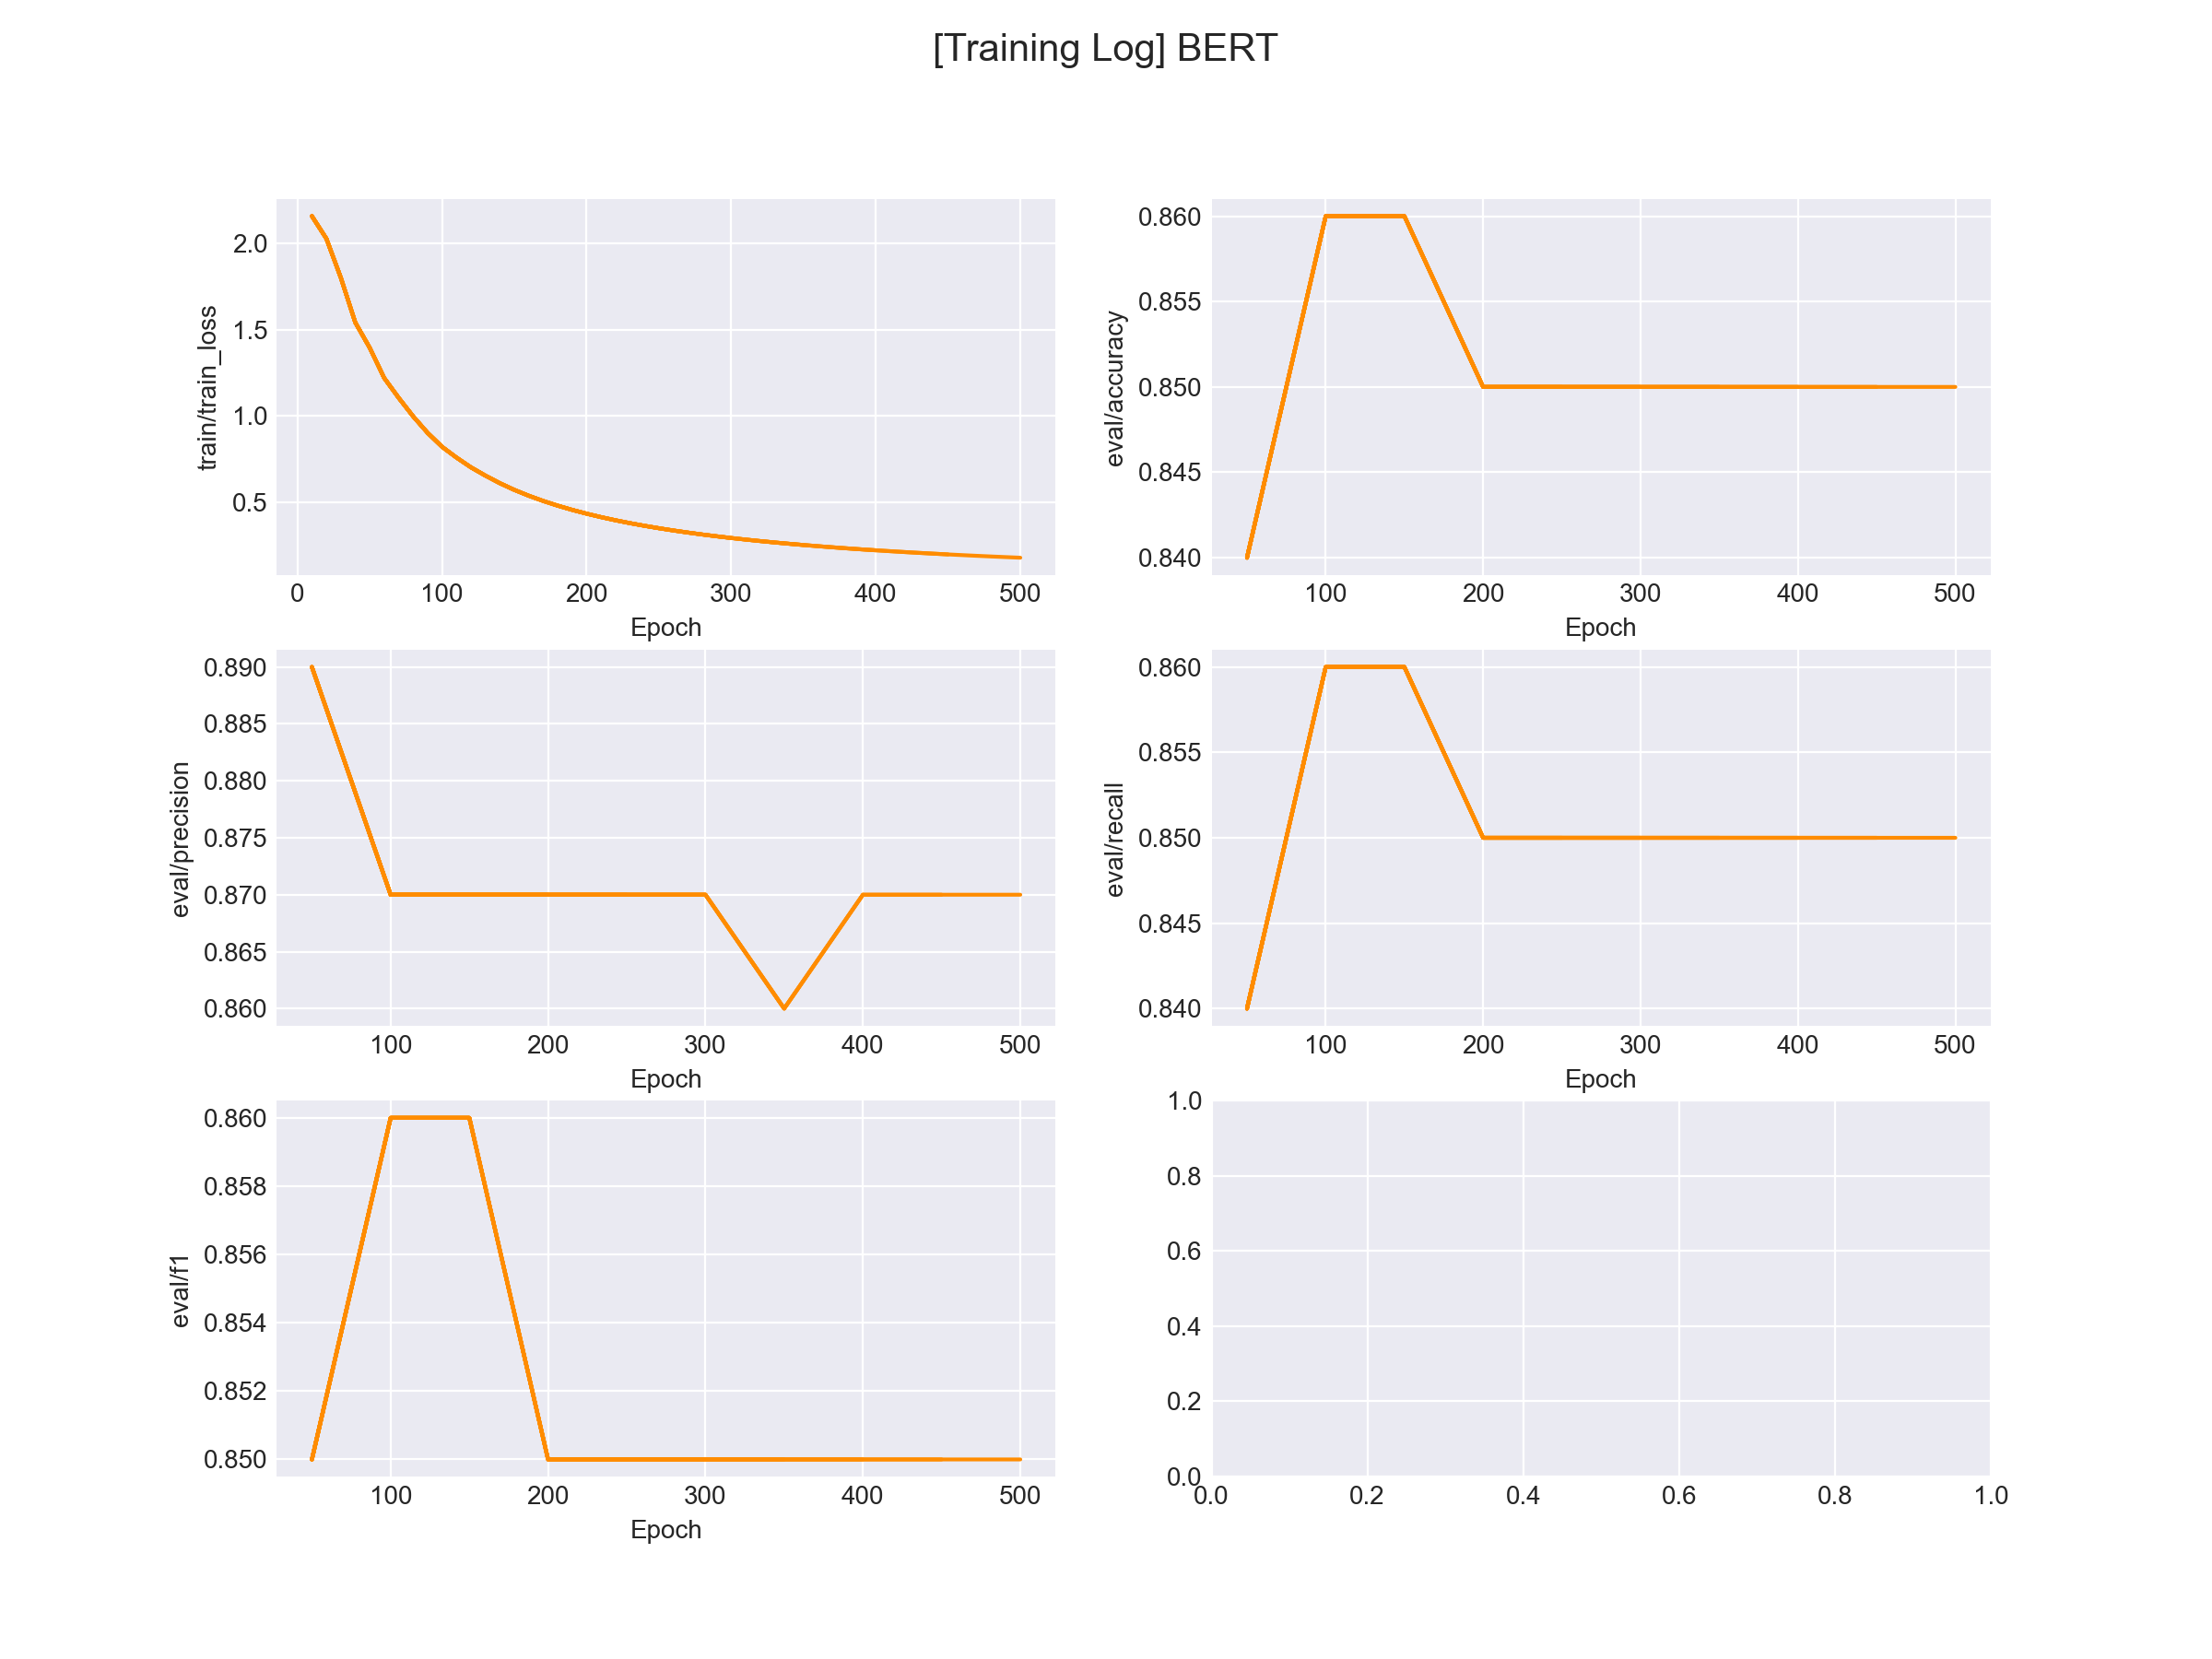 [Training Log] BERT
train/train_loss
2.0
1.5
1.0
0.5
0 100 200 300 400 500
Epoch
eval/accuracy
0.860
0.855
0.850
0.845
0.840
100 200 300 400 500
Epoch
eval/precision
0.890
0.885
0.880
0.875
0.870
0.865
0.860
100 200 300 400 500
Epoch
eval/recall
0.860
0.855
0.850
0.845
0.840
100 200 300 400 500
Epoch
eval/f1
0.860
0.858
0.856
0.854
0.852
0.850
100 200 300 400 500
Epoch
1.0
0.8
0.6
0.4
0.2
0.0
0.0 0.2 0.4 0.6 0.8 1.0